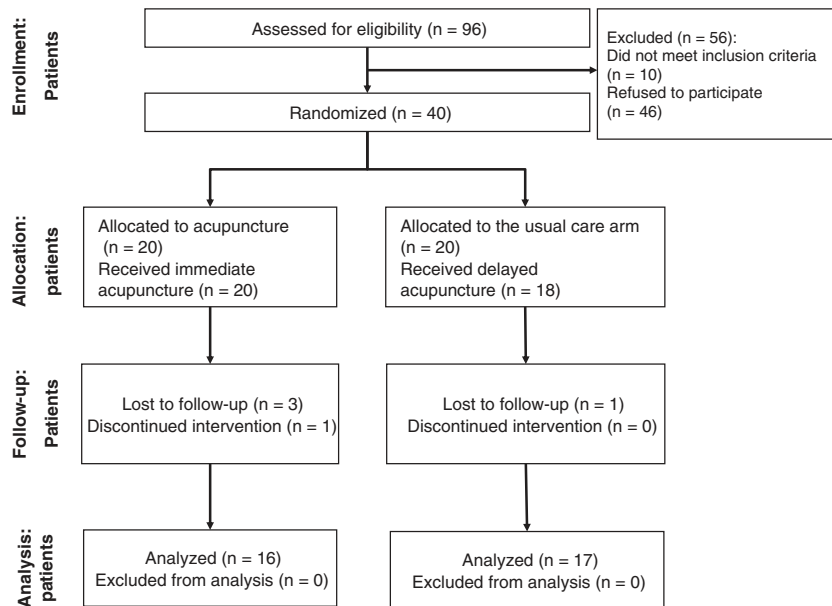 Enrollment:
Patients
Assessed for eligibility (n = 96)
Excluded (n = 56):
Did not meet inclusion criteria
(n = 10)
Refused to participate
(n = 46)
Randomized (n = 40)
Allocation:
patients
Allocated to acupuncture
(n = 20)
Received immediate
acupuncture (n = 20)
Allocated to the usual care arm
(n = 20)
Received delayed
acupuncture (n = 18)
Follow-up:
Patients
Lost to follow-up (n = 3)
Discontinued intervention (n = 1)
Lost to follow-up (n = 1)
Discontinued intervention (n = 0)
Analysis:
patients
Analyzed (n = 16)
Excluded from analysis (n = 0)
Analyzed (n = 17)
Excluded from analysis (n = 0)